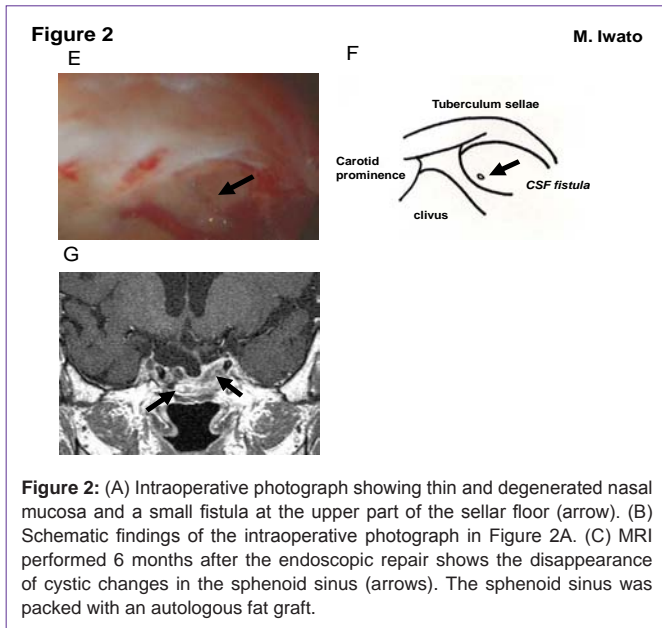 Figure 2
M. Iwato
E
F
Tuberculum sellae
Carotid
prominence
CSF fistula
clivus
G
Figure 2: (A) Intraoperative photograph showing thin and degenerated nasal
mucosa and a small fistula at the upper part of the sellar floor (arrow). (B)
Schematic findings of the intraoperative photograph in Figure 2A. (C) MRI
performed 6 months after the endoscopic repair shows the disappearance
of cystic changes in the sphenoid sinus (arrows). The sphenoid sinus was
packed with an autologous fat graft.